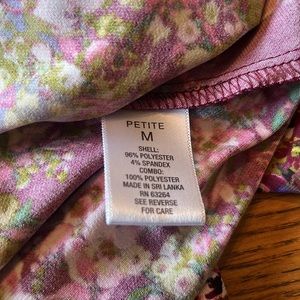 PETITE
M
SHELL:
96% POLYESTER
4% SPANDEX
COMBO:
100% POLYESTER
MADE IN SRI LANKA
RN 63264
SEE REVERSE
FOR CARE